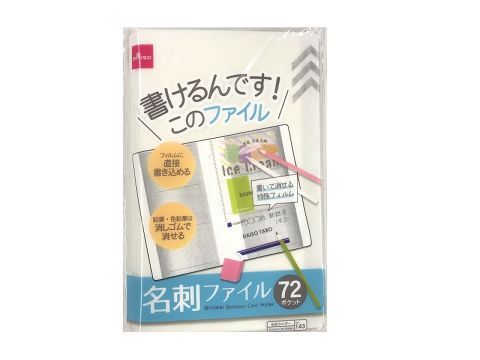 DAISO
書けるんです!
このファイル
フィルムに
直接
書き込める
鉛筆・色鉛筆は
消しゴムで
消せる
Ice Cream
書いて消せる
特殊フィルム
DAISO TARO
名刺ファイル
72
ポケット
Writable Business Card Holder
143